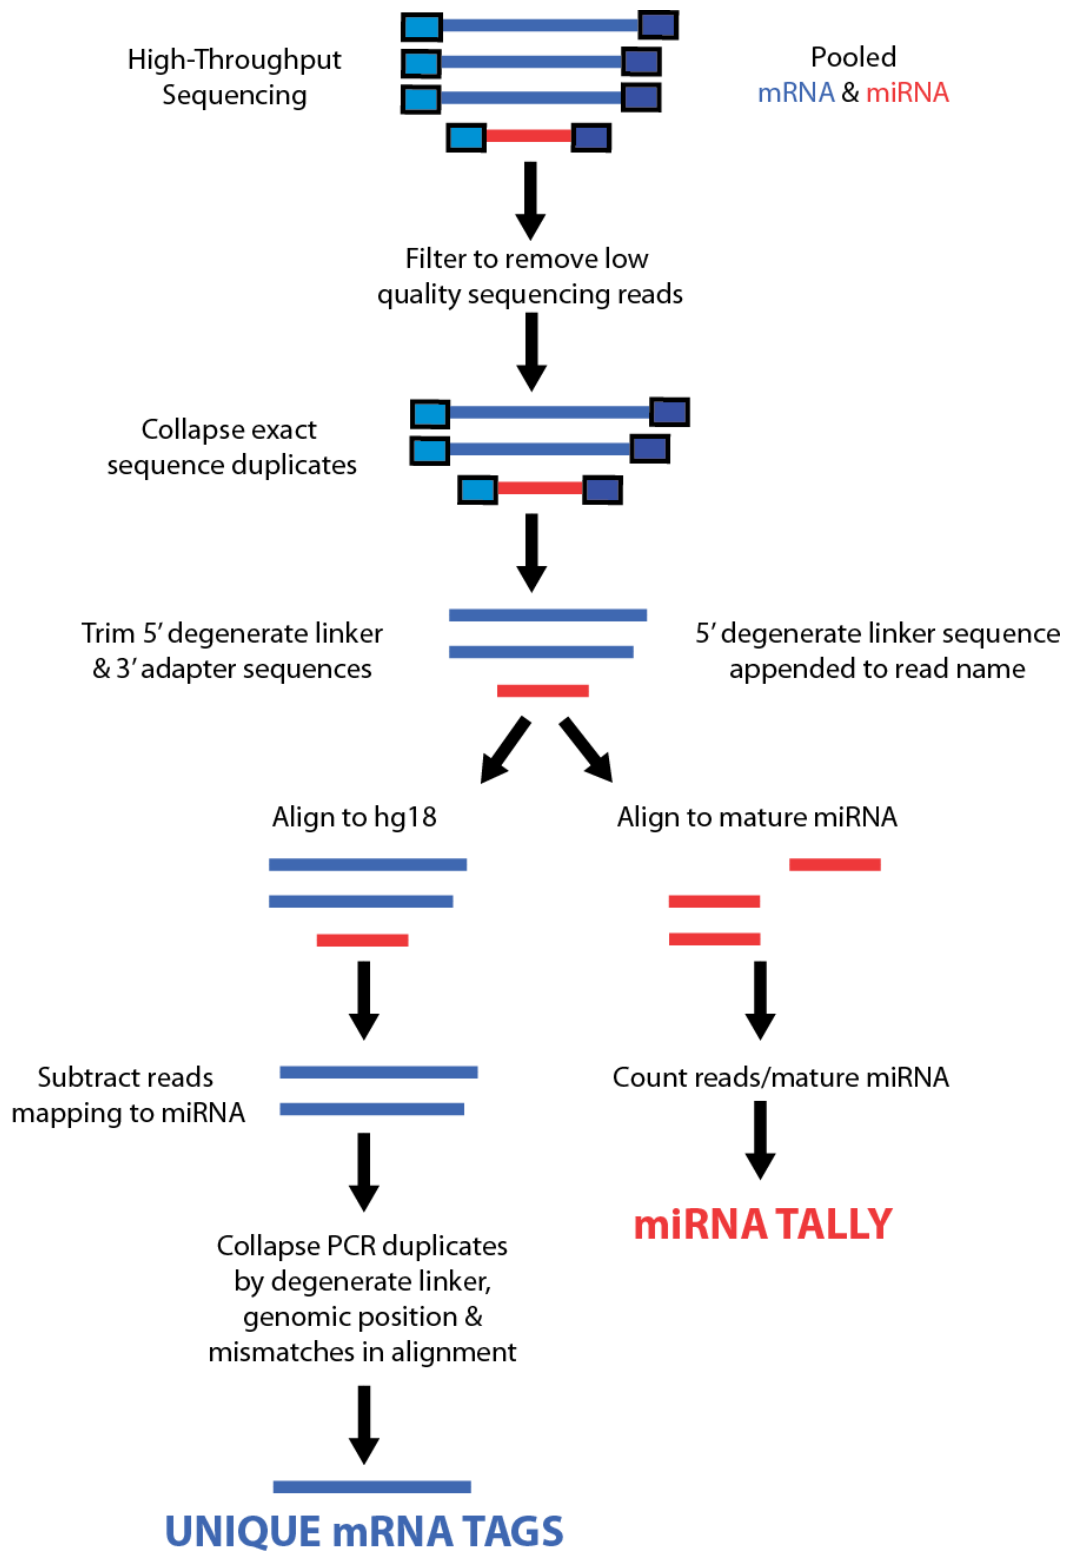 High-Throughput
Sequencing
Pooled
mRNA & miRNA
Filter to remove low
quality sequencing reads
Collapse exact
sequence duplicates
Trim 5’ degenerate linker
& 3’ adapter sequences
5’ degenerate linker sequence
appended to read name
Align to hg18
Align to mature miRNA
Subtract reads
mapping to miRNA
Count reads/mature miRNA
miRNA TALLY
Collapse PCR duplicates
by degenerate linker,
genomic position &
mismatches in alignment
UNIQUE mRNA TAGS